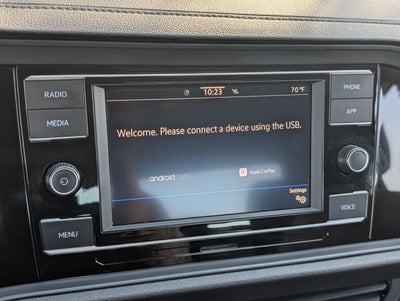 RADIO
MEDIA
MENU
10:23
70 °F
Welcome. Please connect a device using the USB.
androidauto
Apple CarPlay
Settings
PHONE
APP
VOICE